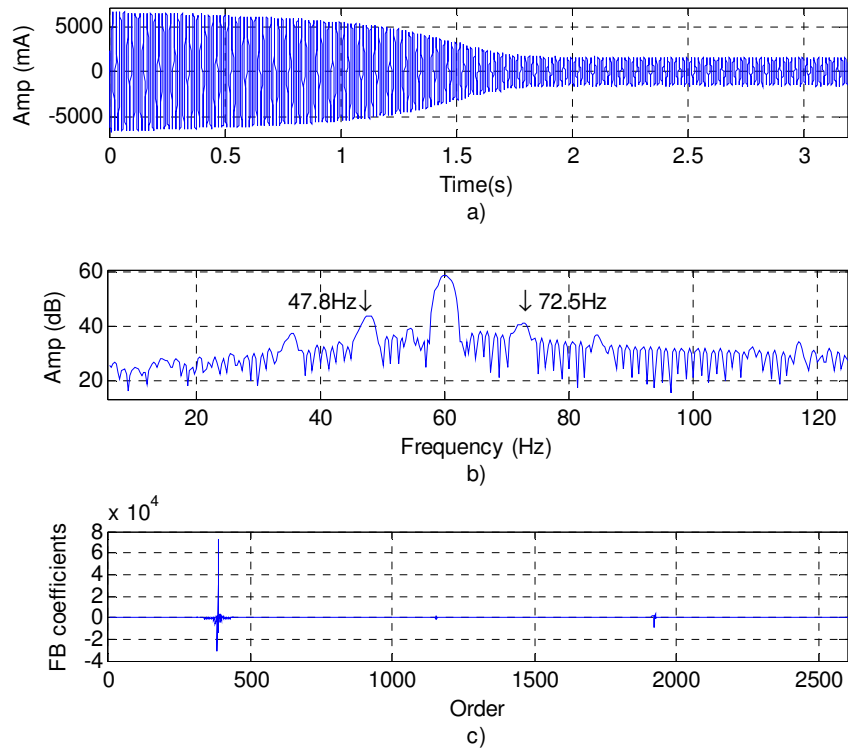 Amp (mA)
5000
0
-5000
0 0.5 1 1.5 2 2.5 3
Time(s)
a)
Amp (dB)
60
40
20
47.8Hz↓ ↓ 72.5Hz
20 40 60 80 100 120
Frequency (Hz)
b)
x 10^4
FB coefficients
8
6
4
2
0
-2
-4
0 500 1000 1500 2000 2500
Order
c)